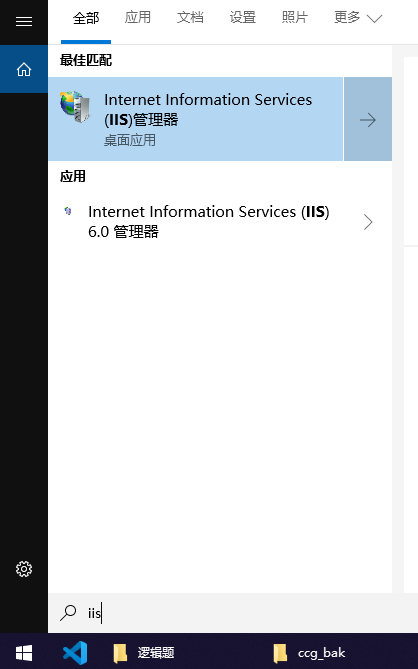 全部 应用 文档 设置 照片 更多
最佳匹配
Internet Information Services
(IIS)管理器
桌面应用
应用
Internet Information Services (IIS)
6.0 管理器
iis
逻辑题 ccg_bak